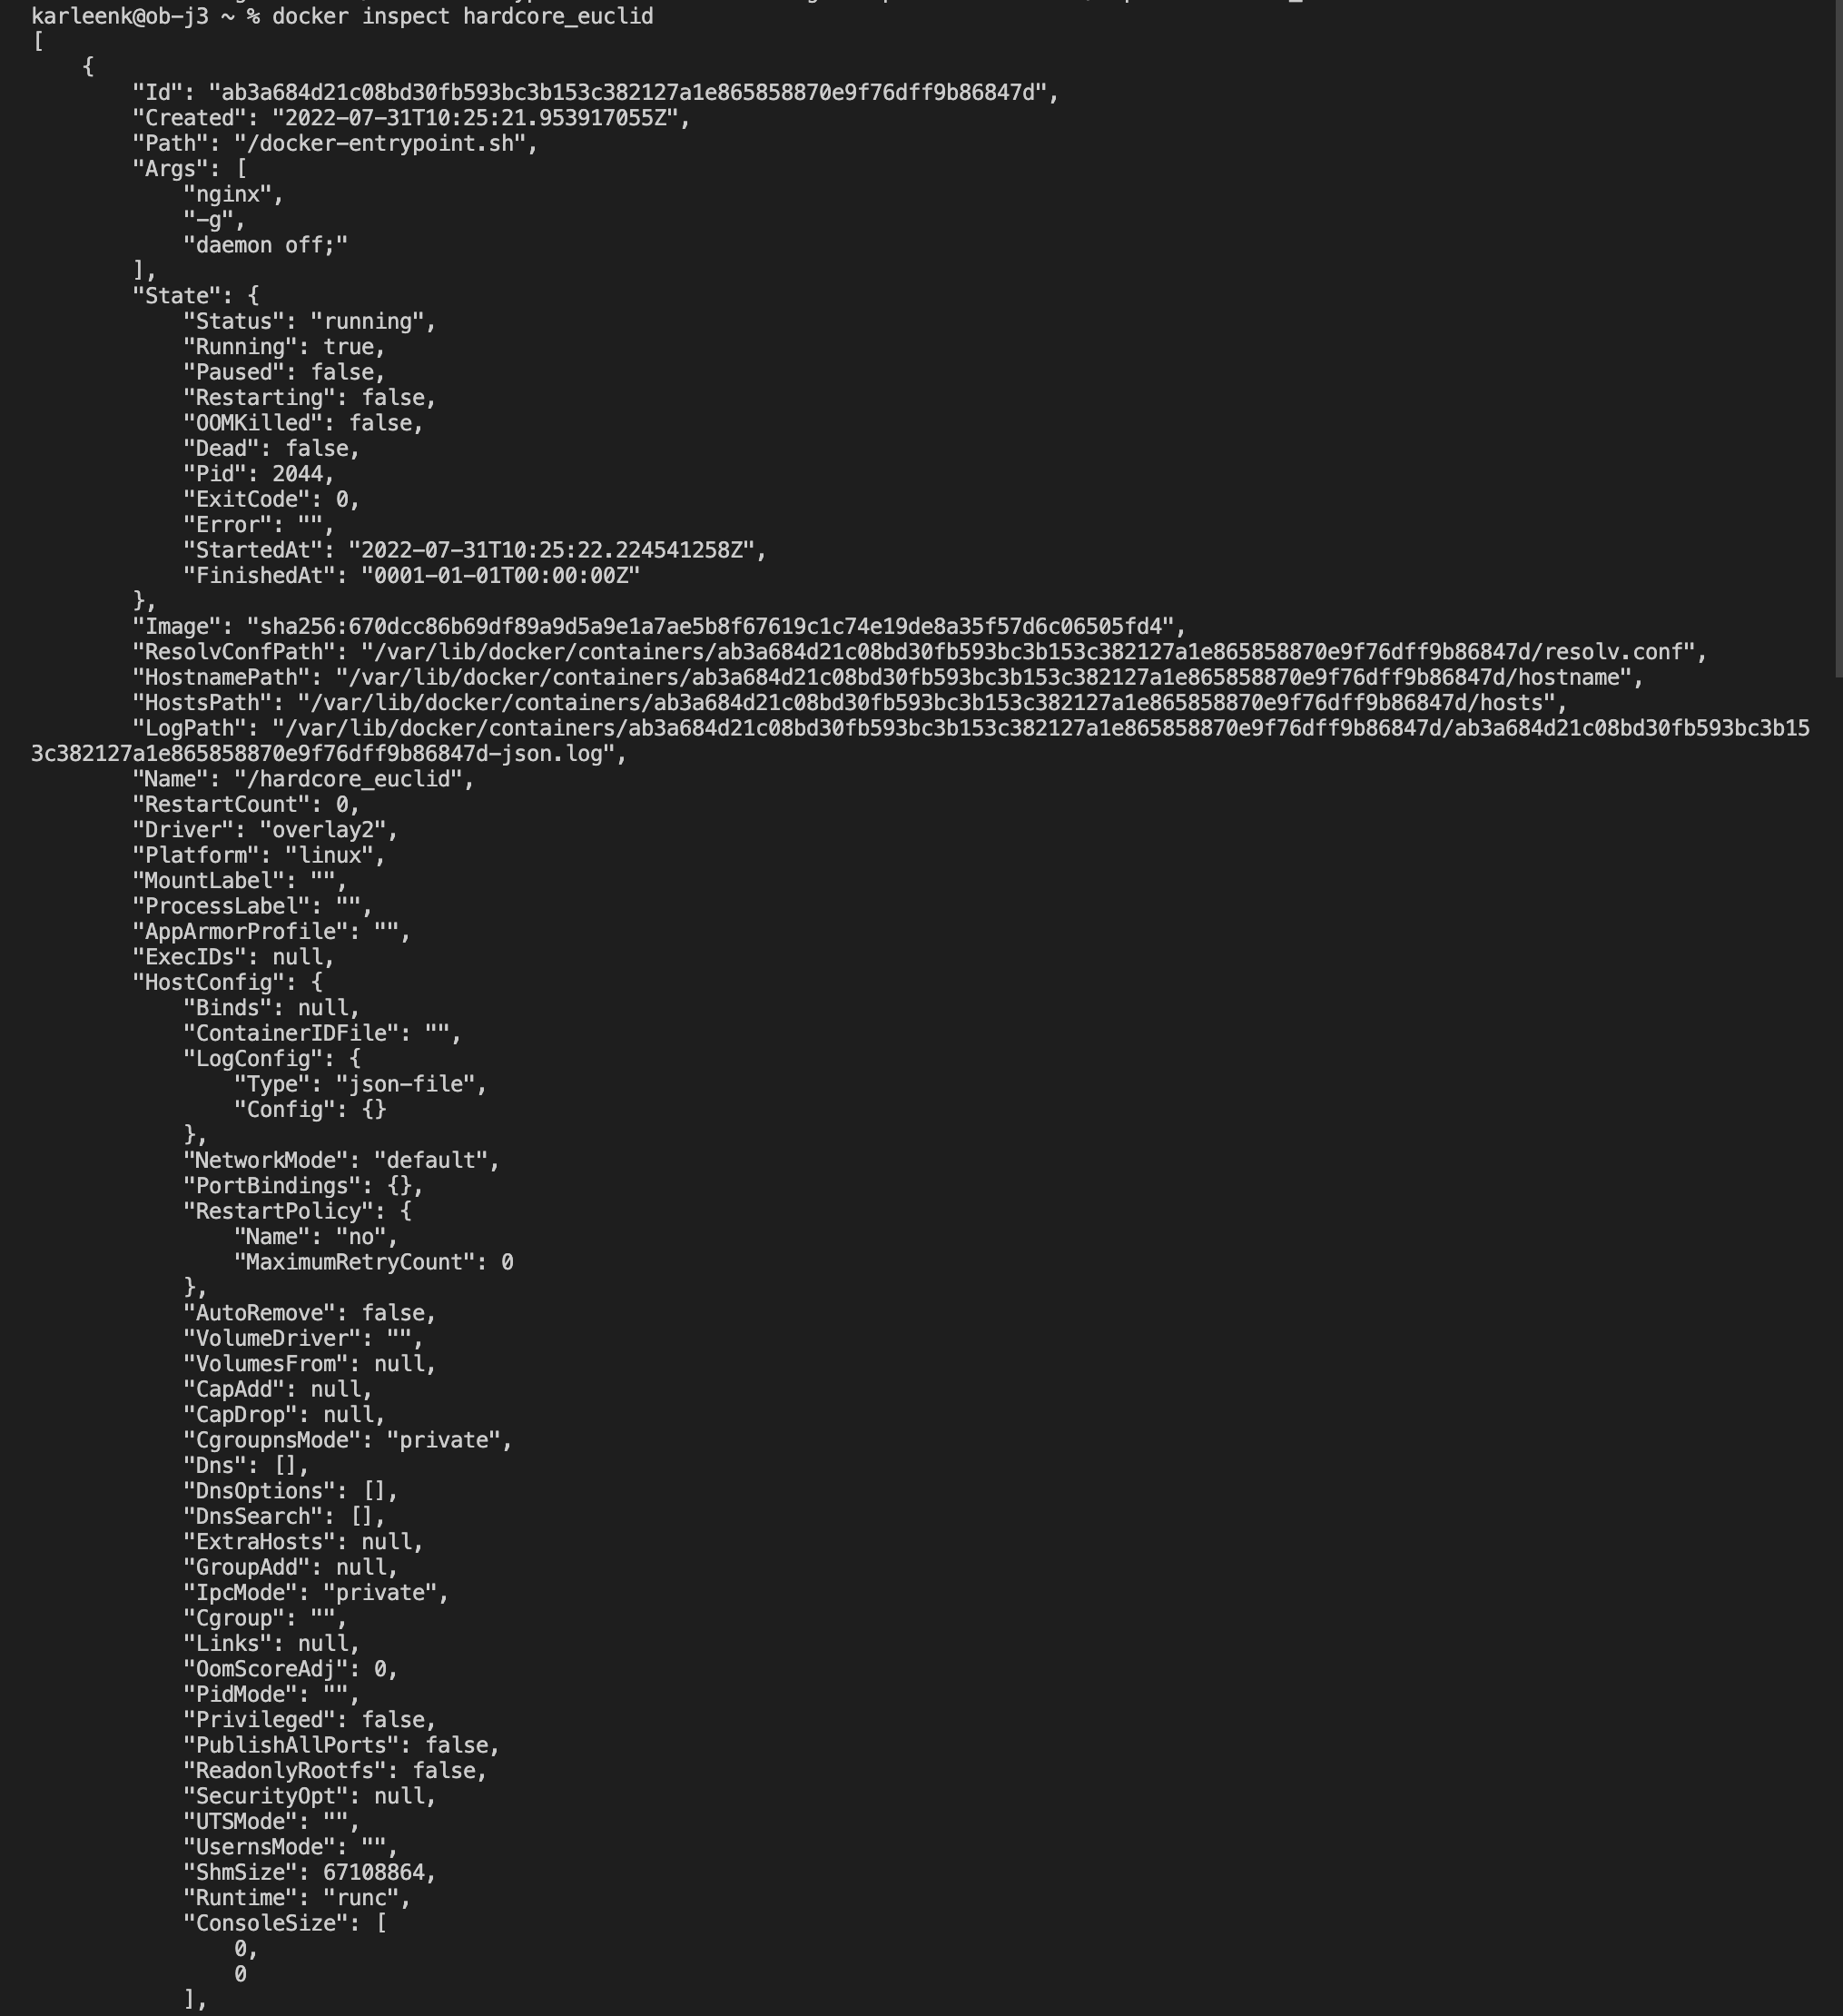 karleenk@ob-j3 ~ % docker inspect hardcore_euclid
[
    {
        "Id": "ab3a684d21c08bd30fb593bc3b153c382127a1e865858870e9f76dff9b86847d",
        "Created": "2022-07-31T10:25:21.953917055Z",
        "Path": "/docker-entrypoint.sh",
        "Args": [
            "nginx",
            "-g",
            "daemon off;"
        ],
        "State": {
            "Status": "running",
            "Running": true,
            "Paused": false,
            "Restarting": false,
            "OOMKilled": false,
            "Dead": false,
            "Pid": 2044,
            "ExitCode": 0,
            "Error": "",
            "StartedAt": "2022-07-31T10:25:22.224541258Z",
            "FinishedAt": "0001-01-01T00:00:00Z"
        },
        "Image": "sha256:670dcc86b69df89a9d5a9e1a7ae5b8f67619c1c74e19de8a35f57d6c06505fd4",
        "ResolvConfPath": "/var/lib/docker/containers/ab3a684d21c08bd30fb593bc3b153c382127a1e865858870e9f76dff9b86847d/resolv.conf",
        "HostnamePath": "/var/lib/docker/containers/ab3a684d21c08bd30fb593bc3b153c382127a1e865858870e9f76dff9b86847d/hostname",
        "HostsPath": "/var/lib/docker/containers/ab3a684d21c08bd30fb593bc3b153c382127a1e865858870e9f76dff9b86847d/hosts",
        "LogPath": "/var/lib/docker/containers/ab3a684d21c08bd30fb593bc3b153c382127a1e865858870e9f76dff9b86847d/ab3a684d21c08bd30fb593bc3b15
3c382127a1e865858870e9f76dff9b86847d-json.log",
        "Name": "/hardcore_euclid",
        "RestartCount": 0,
        "Driver": "overlay2",
        "Platform": "linux",
        "MountLabel": "",
        "ProcessLabel": "",
        "AppArmorProfile": "",
        "ExecIDs": null,
        "HostConfig": {
            "Binds": null,
            "ContainerIDFile": "",
            "LogConfig": {
                "Type": "json-file",
                "Config": {}
            },
            "NetworkMode": "default",
            "PortBindings": {},
            "RestartPolicy": {
                "Name": "no",
                "MaximumRetryCount": 0
            },
            "AutoRemove": false,
            "VolumeDriver": "",
            "VolumesFrom": null,
            "CapAdd": null,
            "CapDrop": null,
            "CgroupnsMode": "private",
            "Dns": [],
            "DnsOptions": [],
            "DnsSearch": [],
            "ExtraHosts": null,
            "GroupAdd": null,
            "IpcMode": "private",
            "Cgroup": "",
            "Links": null,
            "OomScoreAdj": 0,
            "PidMode": "",
            "Privileged": false,
            "PublishAllPorts": false,
            "ReadonlyRootfs": false,
            "SecurityOpt": null,
            "UTSMode": "",
            "UsernsMode": "",
            "ShmSize": 67108864,
            "Runtime": "runc",
            "ConsoleSize": [
                0,
                0
            ],